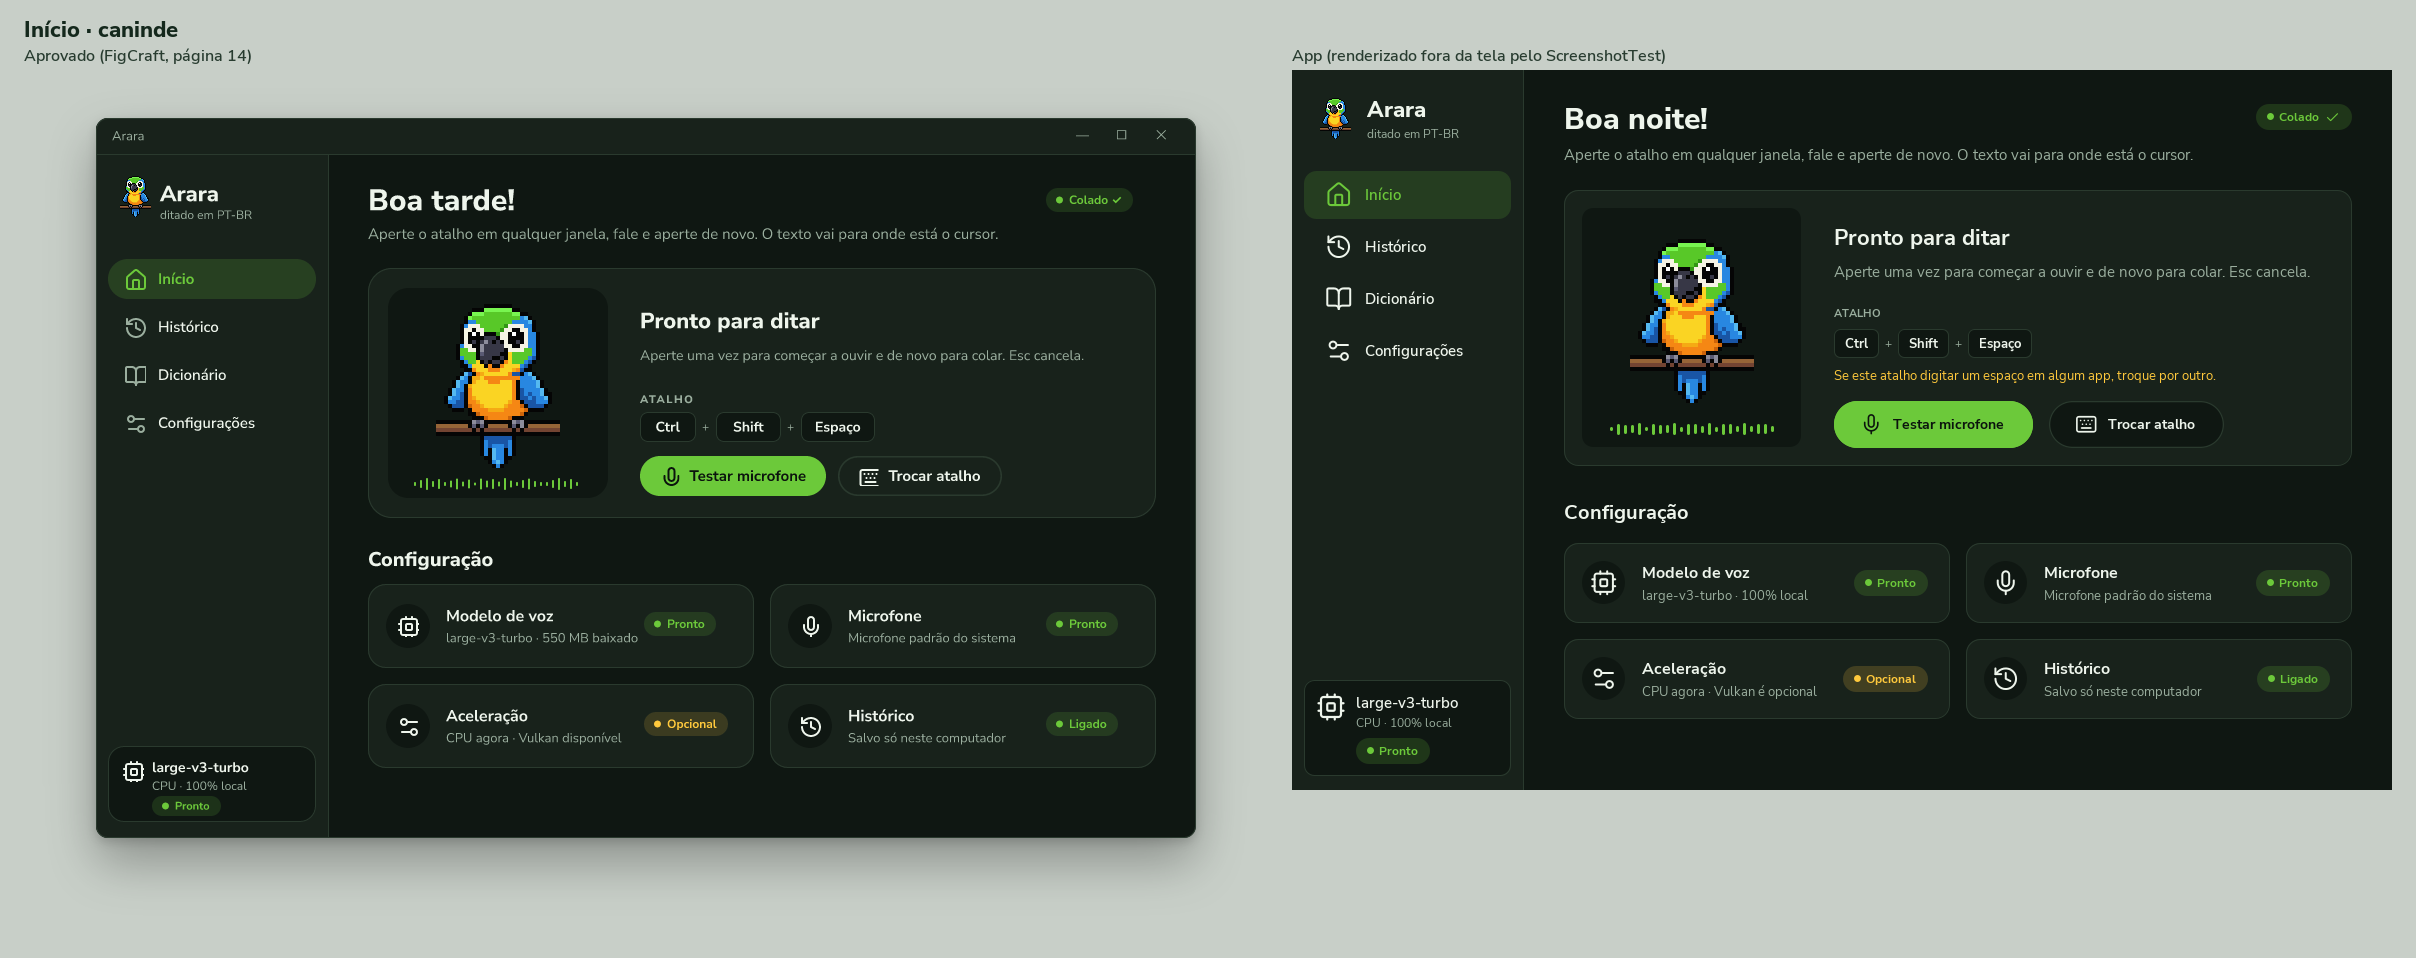 Início · caninde
Aprovado (FigCraft, página 14)
Arara
Arara
ditado em PT-BR
Início
Histórico
Dicionário
Configurações
large-v3-turbo
CPU · 100% local
Pronto
Boa tarde!
Colado
Aperte o atalho em qualquer janela, fale e aperte de novo. O texto vai para onde está o cursor.
Pronto para ditar
Aperte uma vez para começar a ouvir e de novo para colar. Esc cancela.
ATALHO
Ctrl + Shift + Espaço
Testar microfone
Trocar atalho
Configuração
Modelo de voz
large-v3-turbo · 550 MB baixado
Pronto
Microfone
Microfone padrão do sistema
Pronto
Aceleração
CPU agora · Vulkan disponível
Opcional
Histórico
Salvo só neste computador
Ligado
App (renderizado fora da tela pelo ScreenshotTest)
Arara
ditado em PT-BR
Início
Histórico
Dicionário
Configurações
large-v3-turbo
CPU · 100% local
Pronto
Boa noite!
Colado
Aperte o atalho em qualquer janela, fale e aperte de novo. O texto vai para onde está o cursor.
Pronto para ditar
Aperte uma vez para começar a ouvir e de novo para colar. Esc cancela.
ATALHO
Ctrl + Shift + Espaço
Se este atalho digitar um espaço em algum app, troque por outro.
Testar microfone
Trocar atalho
Configuração
Modelo de voz
large-v3-turbo · 100% local
Pronto
Microfone
Microfone padrão do sistema
Pronto
Aceleração
CPU agora · Vulkan é opcional
Opcional
Histórico
Salvo só neste computador
Ligado